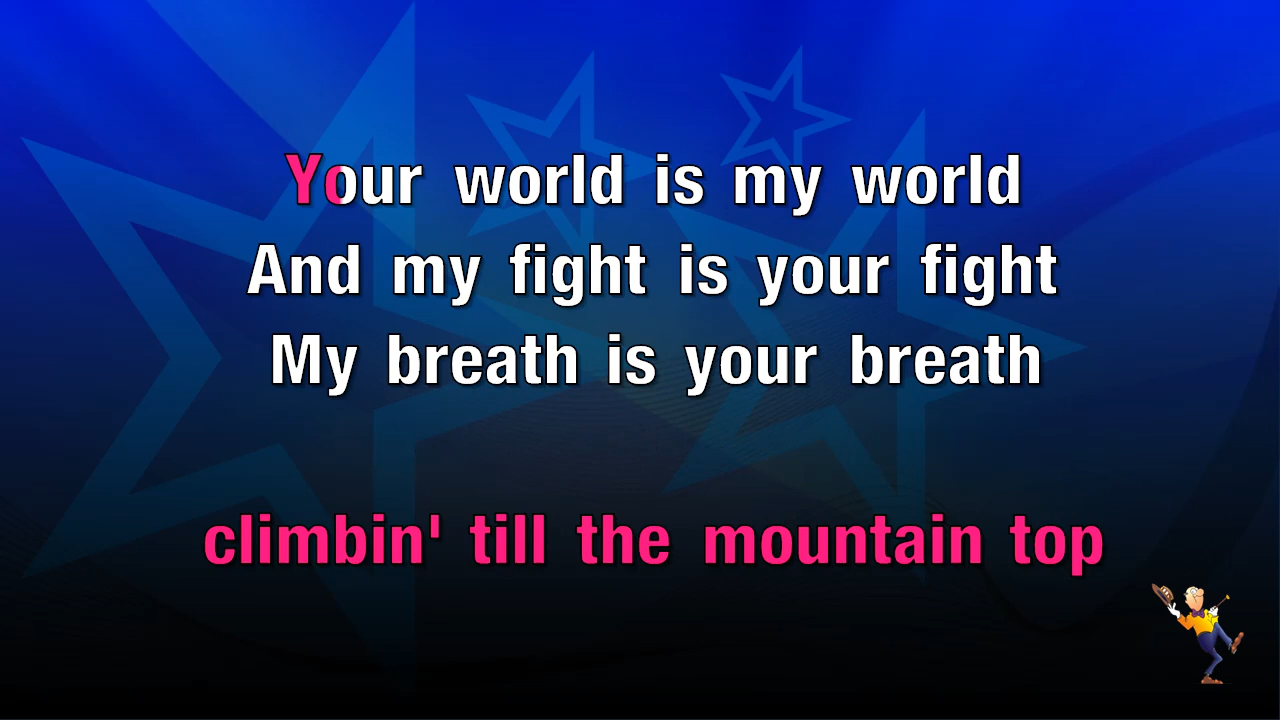 Your world is my world
And my fight is your fight
My breath is your breath
climbin' till the mountain top